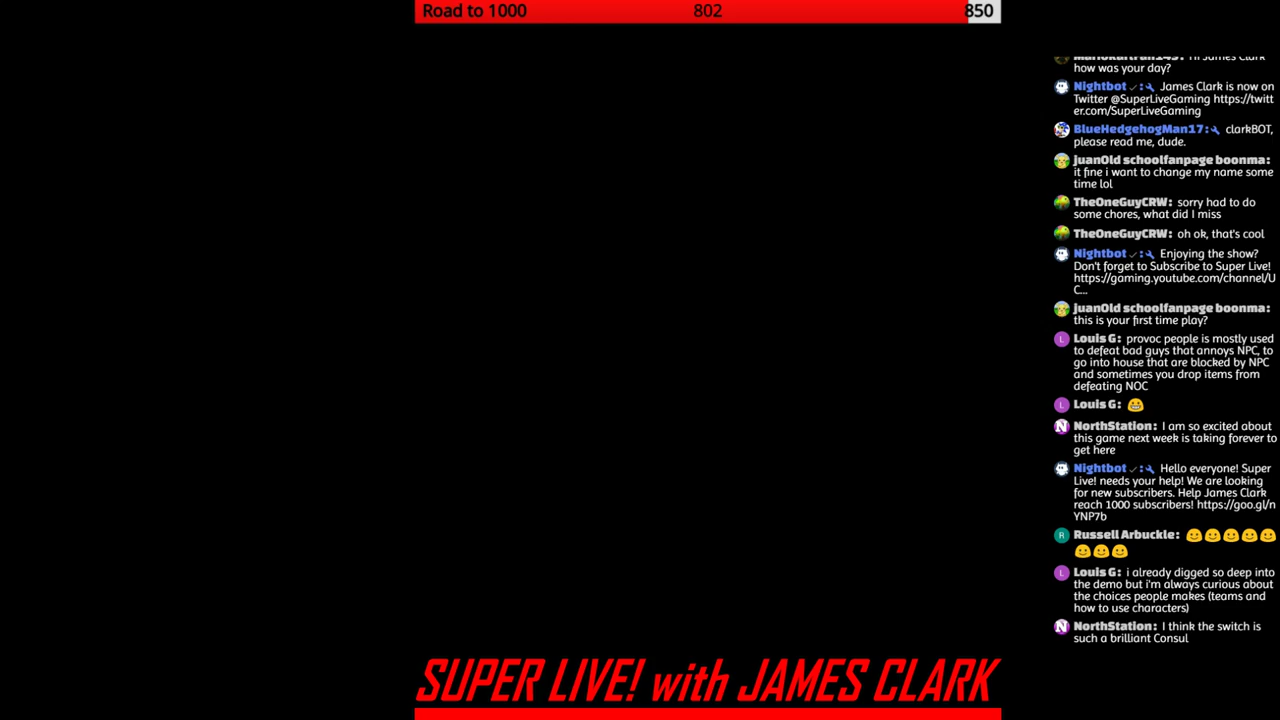 Road to 1000 802 850
how was your day?
Nightbot : James Clark is now on
Twitter @SuperLiveGaming https://twitt
er.com/SuperLiveGaming
BlueHedgehogMan17: clarkBOT,
please read me, dude.
juanOld schoolfanpage boonma:
it fine i want to change my name some
time lol
TheOneGuyCRW: sorry had to do
some chores, what did I miss
TheOneGuyCRW: oh ok, that's cool
Nightbot : Enjoying the show?
Don't forget to Subscribe to Super Live!
https://gaming.youtube.com/channel/U
C...
juanOld schoolfanpage boonma:
this is your first time play?
L Louis G: provoc people is mostly used
to defeat bad guys that annoys NPC, to
go into house that are blocked by NPC
and sometimes you drop items from
defeating NOC
L Louis G: 😁
N NorthStation: I am so excited about
this game next week is taking forever to
get here
Nightbot : Hello everyone! Super
Live! needs your help! We are looking
for new subscribers. Help James Clark
reach 1000 subscribers! https://goo.gl/n
YNP7b
R Russell Arbuckle: 🙂🙂🙂🙂🙂
🙂🙂🙂
L Louis G: i already digged so deep into
the demo but i'm always curious about
the choices people makes (teams and
how to use characters)
N NorthStation: I think the switch is
such a brilliant Consul
SUPER LIVE! with JAMES CLARK